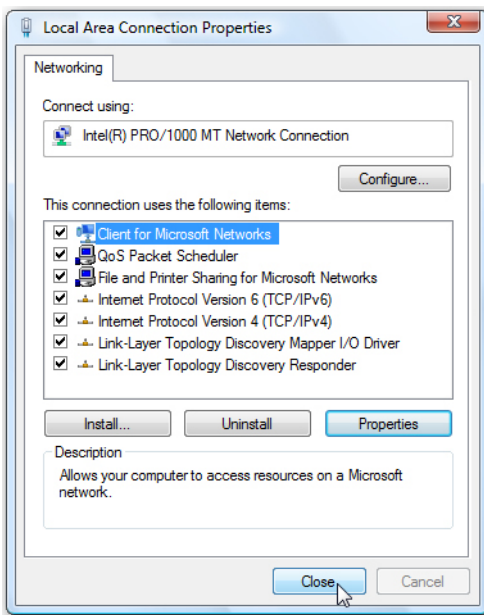 Local Area Connection Properties
Networking
Connect using:
Intel(R) PRO/1000 MT Network Connection
Configure...
This connection uses the following items:
Client for Microsoft Networks
QoS Packet Scheduler
File and Printer Sharing for Microsoft Networks
Internet Protocol Version 6 (TCP/IPv6)
Internet Protocol Version 4 (TCP/IPv4)
Link-Layer Topology Discovery Mapper I/O Driver
Link-Layer Topology Discovery Responder
Install...
Uninstall
Properties
Description
Allows your computer to access resources on a Microsoft
network.
Close
Cancel